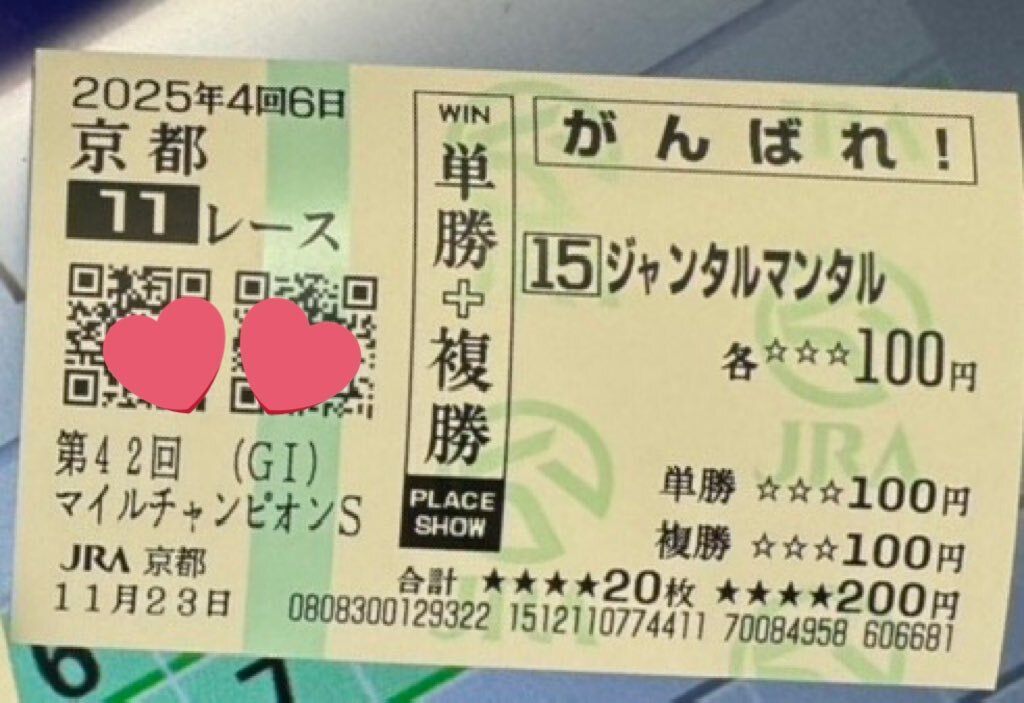 2025年4回6日
京都
11レース
第42回 (GⅠ)
マイルチャンピオンS
JRA 京都
11月23日
WIN
単勝+複勝
PLACE
SHOW
がんばれ!
15 ジャンタルマンタル
各☆☆☆100円
単勝 ☆☆☆100円
複勝 ☆☆☆100円
合計 ★★★★20枚 ★★★★200円
0808300129322 1512110774411 70084958 606681
JRA
6
7